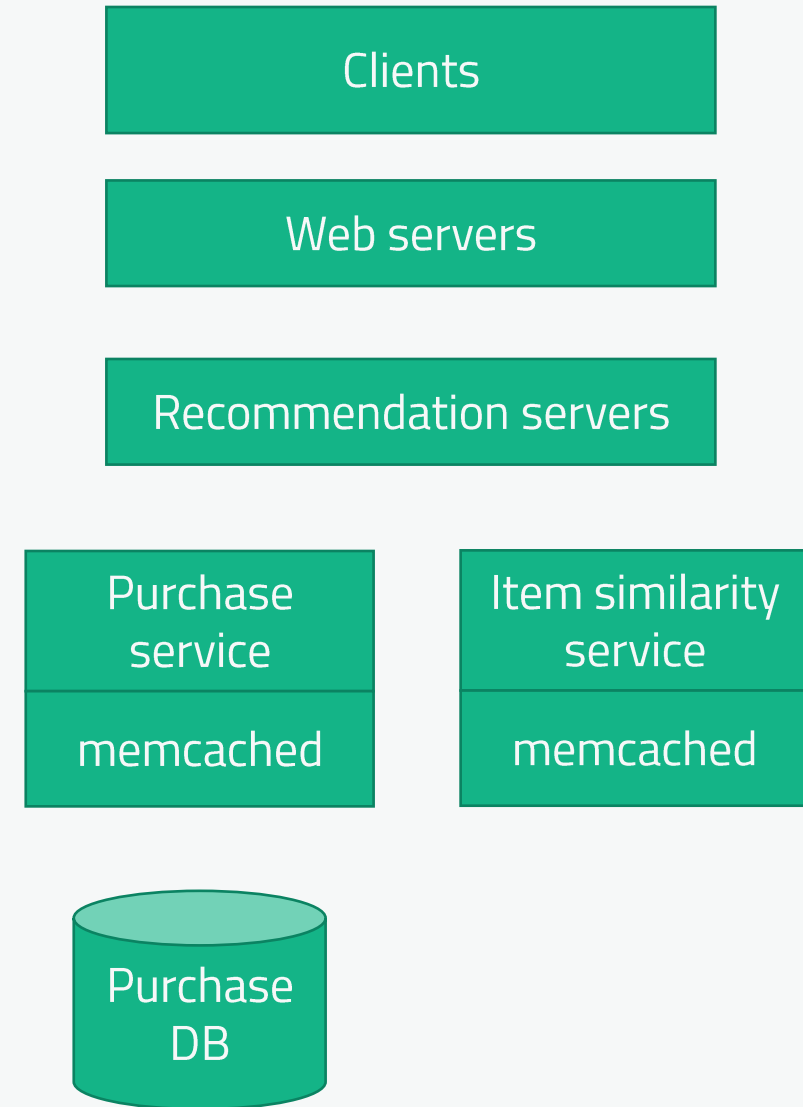 Clients
Web servers
Recommendation servers
Purchase
service
memcached
Item similarity
service
memcached
Purchase
DB